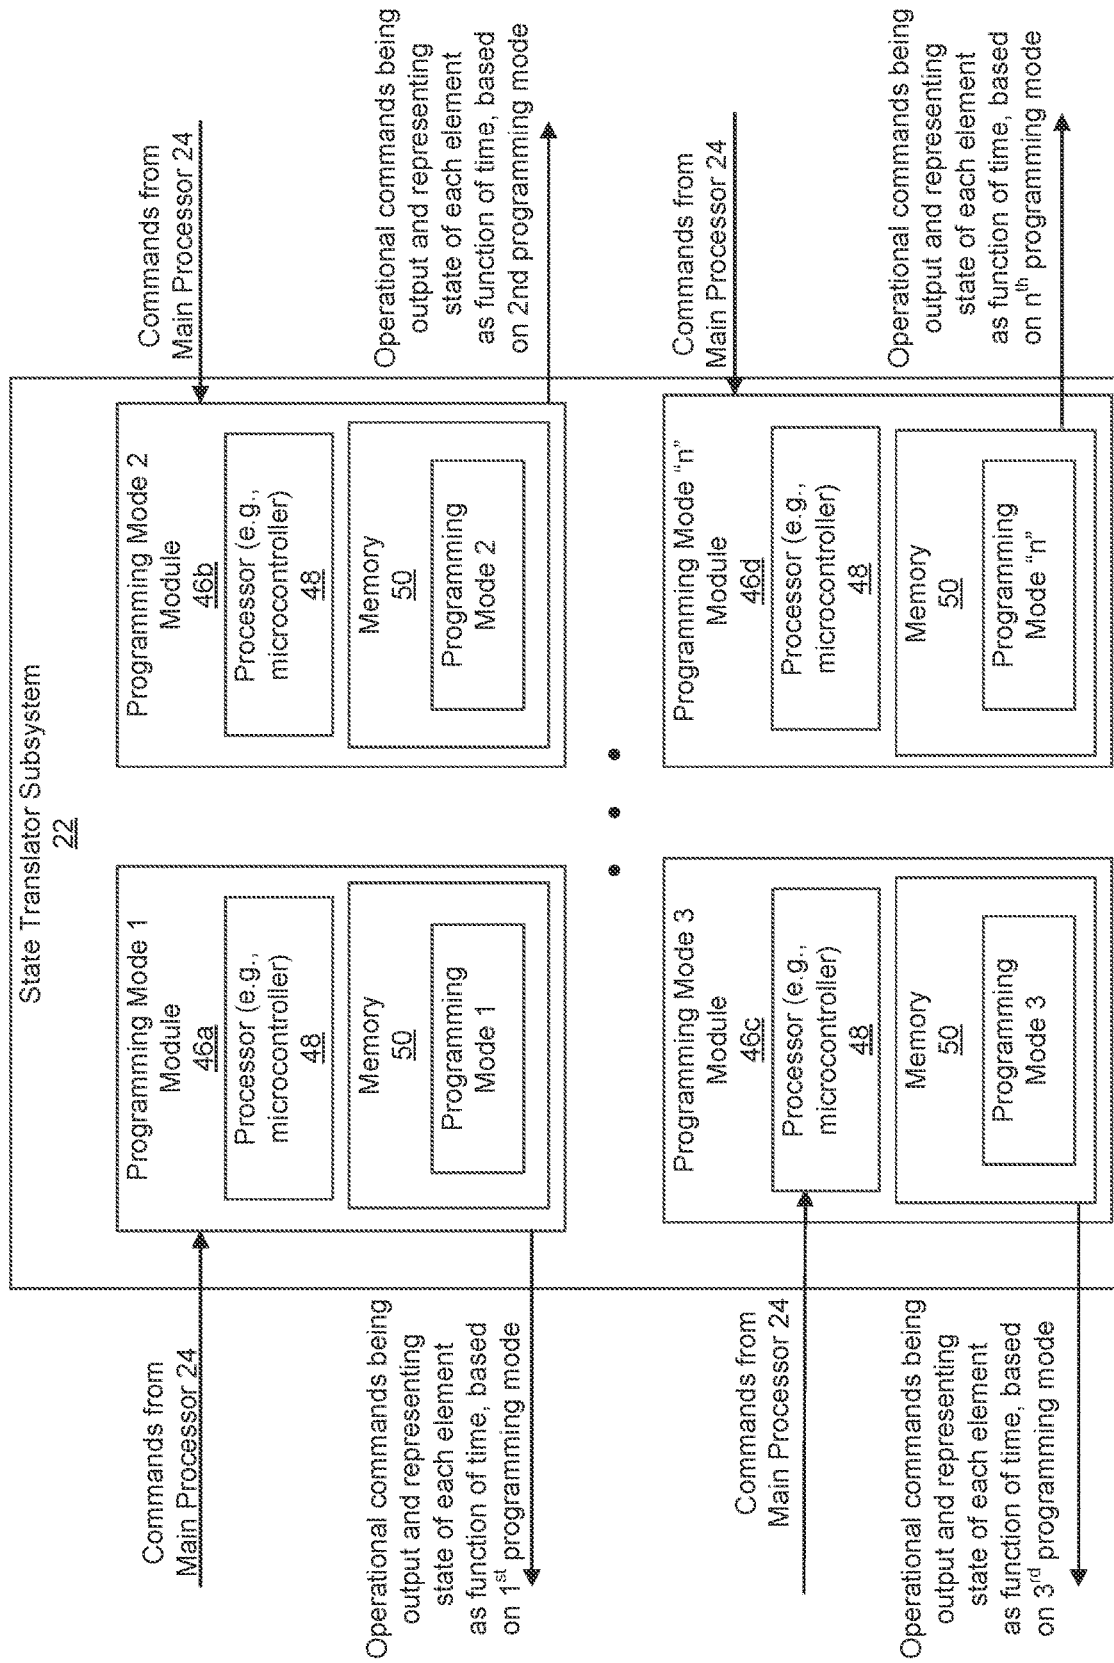 State Translator Subsystem
22
Commands from
Main Processor 24
Programming Mode 1
Module
46a
Processor (e.g.,
microcontroller)
48
Memory
50
Programming
Mode 1
Operational commands being
output and representing
state of each element
as function of time, based
on 1st programming mode
Commands from
Main Processor 24
Programming Mode 2
Module
46b
Processor (e.g.,
microcontroller)
48
Memory
50
Programming
Mode 2
Operational commands being
output and representing
state of each element
as function of time, based
on 2nd programming mode
• • •
Commands from
Main Processor 24
Programming Mode 3
Module
46c
Processor (e.g.,
microcontroller)
48
Memory
50
Programming
Mode 3
Operational commands being
output and representing
state of each element
as function of time, based
on 3rd programming mode
Commands from
Main Processor 24
Programming Mode “n”
Module
46d
Processor (e.g.,
microcontroller)
48
Memory
50
Programming
Mode “n”
Operational commands being
output and representing
state of each element
as function of time, based
on nth programming mode